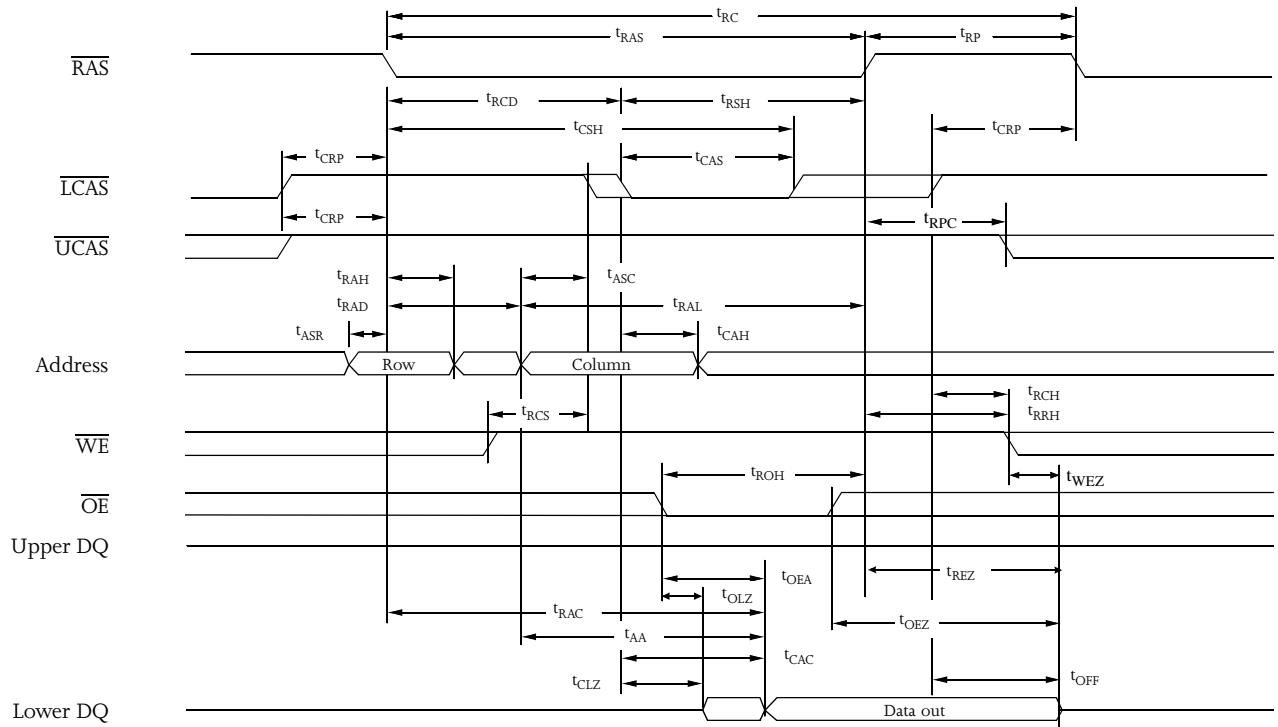 tRC
tRAS
tRP
RAS
tRCD
tRSH
tCSH
tCRP
tCRP
tCAS
LCAS
tCRP
tRPC
UCAS
tRAH
tASC
tRAD
tRAL
tASR
tCAH
Address
Row
Column
tRCH
tRCS
tRRH
WE
tROH
tWEZ
OE
Upper DQ
tREZ
tOEA
tOLZ
tRAC
tOEZ
tAA
tCAC
tCLZ
tOFF
Lower DQ
Data out